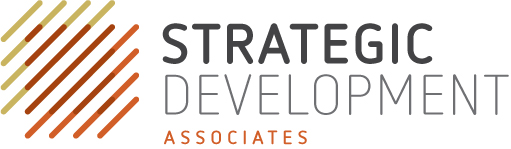 STRATEGIC
DEVELOPMENT
ASSOCIATES